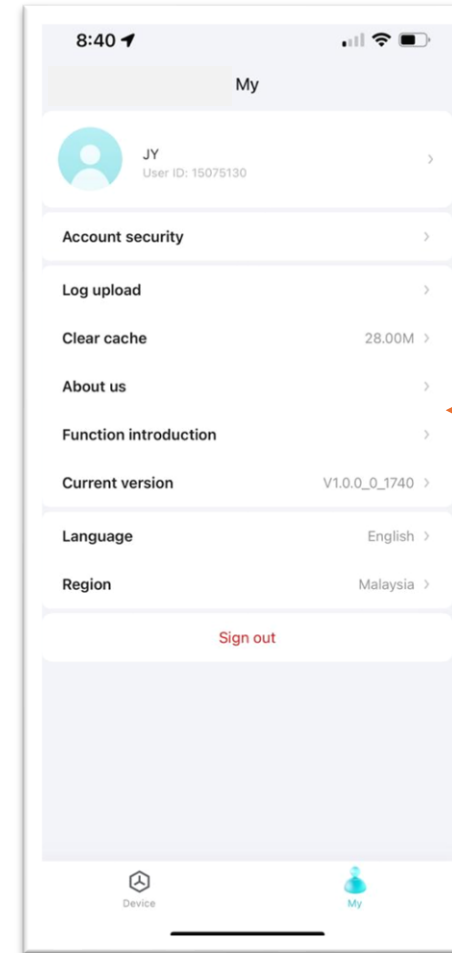 8:40
My
JY
User ID: 15075130
Account security
Log upload
Clear cache 28.00M
About us
Function introduction
Current version V1.0.0_0_1740
Language English
Region Malaysia
Sign out
Device My